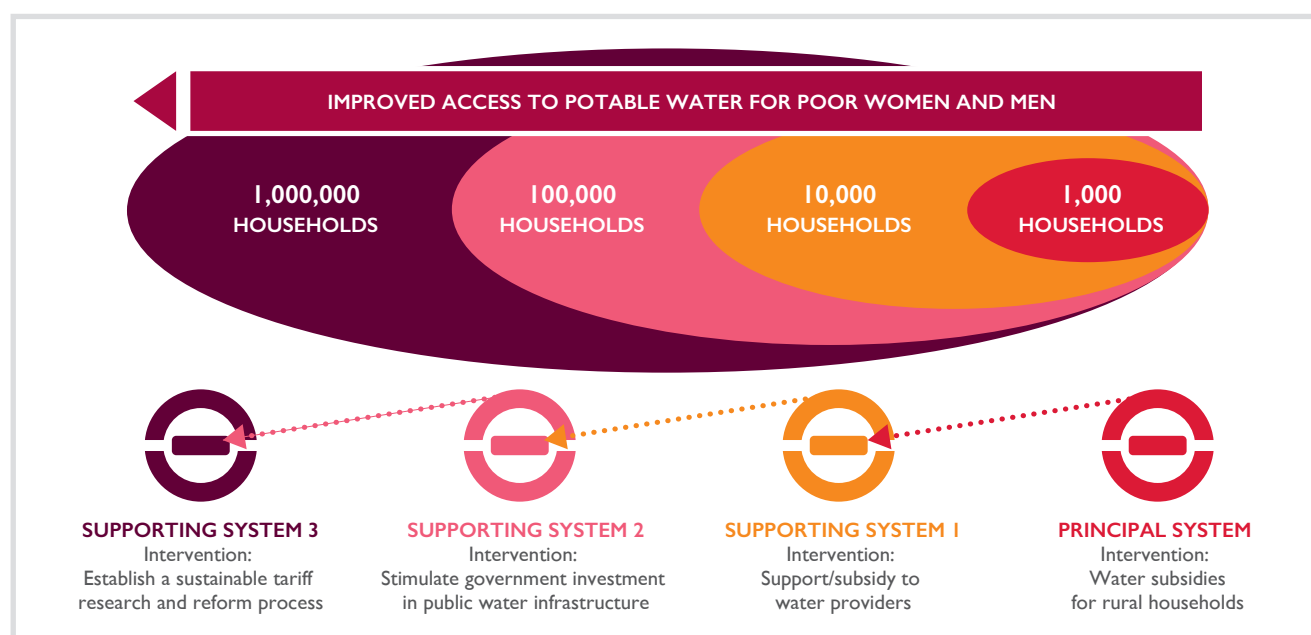 IMPROVED ACCESS TO POTABLE WATER FOR POOR WOMEN AND MEN
1,000,000
HOUSEHOLDS
100,000
HOUSEHOLDS
10,000
HOUSEHOLDS
1,000
HOUSEHOLDS
SUPPORTING SYSTEM 3
Intervention:
Establish a sustainable tariff
research and reform process
SUPPORTING SYSTEM 2
Intervention:
Stimulate government investment
in public water infrastructure
SUPPORTING SYSTEM 1
Intervention:
Support/subsidy to
water providers
PRINCIPAL SYSTEM
Intervention:
Water subsidies
for rural households